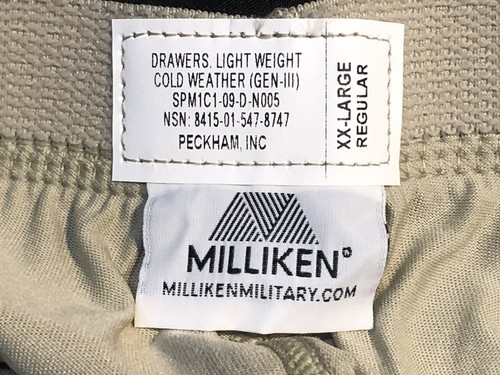 DRAWERS, LIGHT WEIGHT
COLD WEATHER (GEN-III)
SPM1C1-09-D-N005
NSN: 8415-01-547-8747
PECKHAM, INC
XX-LARGE
REGULAR
MILLIKEN®
MILLIKENMILITARY.COM